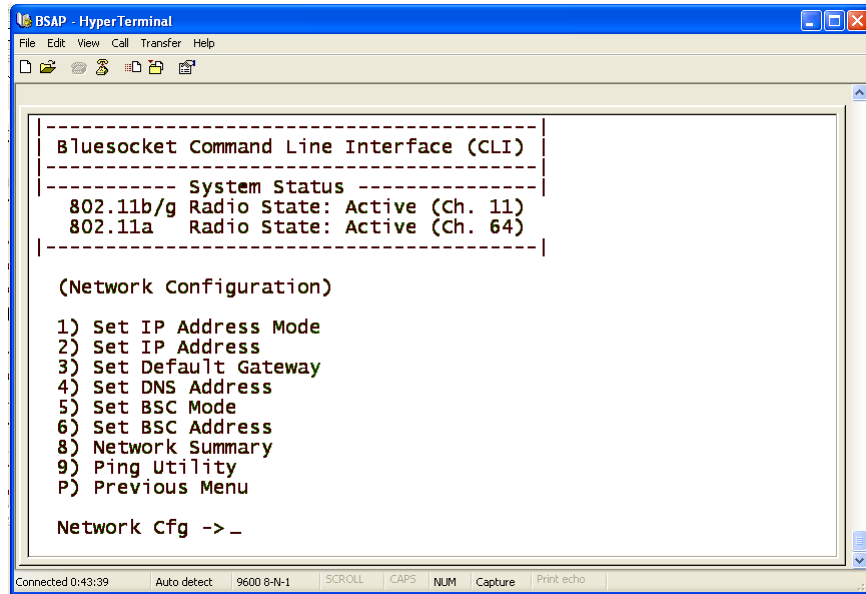 BSAP - HyperTerminal
File Edit View Call Transfer Help
|-----------------------------------------|
| Bluesocket Command Line Interface (CLI) |
|-----------------------------------------|
|----------- System Status ---------------|
802.11b/g Radio State: Active (Ch. 11)
802.11a Radio State: Active (Ch. 64)
|-----------------------------------------|
(Network Configuration)
1) Set IP Address Mode
2) Set IP Address
3) Set Default Gateway
4) Set DNS Address
5) Set BSC Mode
6) Set BSC Address
8) Network Summary
9) Ping Utility
P) Previous Menu
Network Cfg ->_
Connected 0:43:39 Auto detect 9600 8-N-1 SCROLL CAPS NUM Capture Print echo